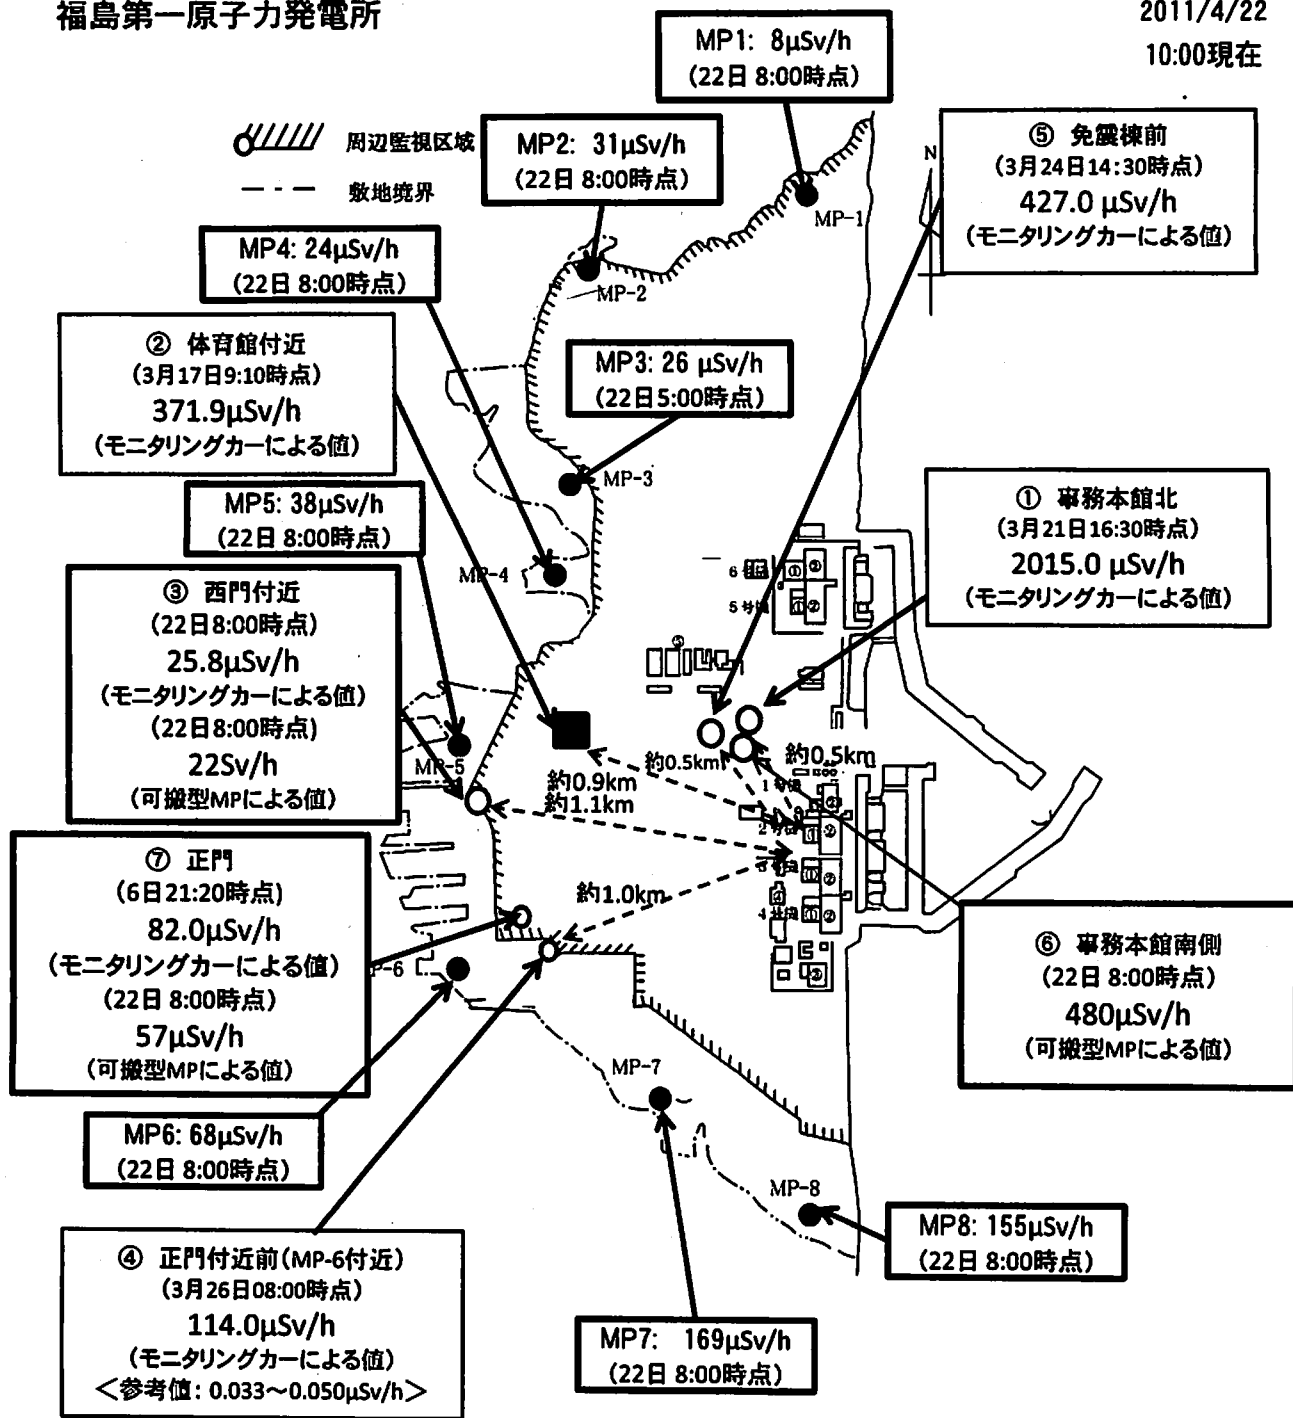 福島第一原子力発電所
2011/4/22
10:00現在
MP1: 8μSv/h
(22日 8:00時点)
周辺監視区域
敷地境界
MP2: 31μSv/h
(22日 8:00時点)
⑤ 免震棟前
(3月24日14:30時点)
427.0 μSv/h
(モニタリングカーによる値)
N
MP-1
MP4: 24μSv/h
(22日 8:00時点)
MP-2
② 体育館付近
(3月17日9:10時点)
371.9μSv/h
(モニタリングカーによる値)
MP3: 26 μSv/h
(22日5:00時点)
MP-3
MP5: 38μSv/h
(22日 8:00時点)
① 事務本館北
(3月21日16:30時点)
2015.0 μSv/h
(モニタリングカーによる値)
MP-4
③ 西門付近
(22日8:00時点)
25.8μSv/h
(モニタリングカーによる値)
(22日8:00時点)
22Sv/h
(可搬型MPによる値)
MP-5
約0.5km
約0.5km
約0.9km
約1.1km
⑦ 正門
(6日21:20時点)
82.0μSv/h
(モニタリングカーによる値)
(22日 8:00時点)
57μSv/h
(可搬型MPによる値)
約1.0km
P-6
⑥ 事務本館南側
(22日 8:00時点)
480μSv/h
(可搬型MPによる値)
MP-7
MP6: 68μSv/h
(22日 8:00時点)
MP-8
MP8: 155μSv/h
(22日 8:00時点)
④ 正門付近前(MP-6付近)
(3月26日08:00時点)
114.0μSv/h
(モニタリングカーによる値)
<参考値: 0.033~0.050μSv/h>
MP7: 169μSv/h
(22日 8:00時点)